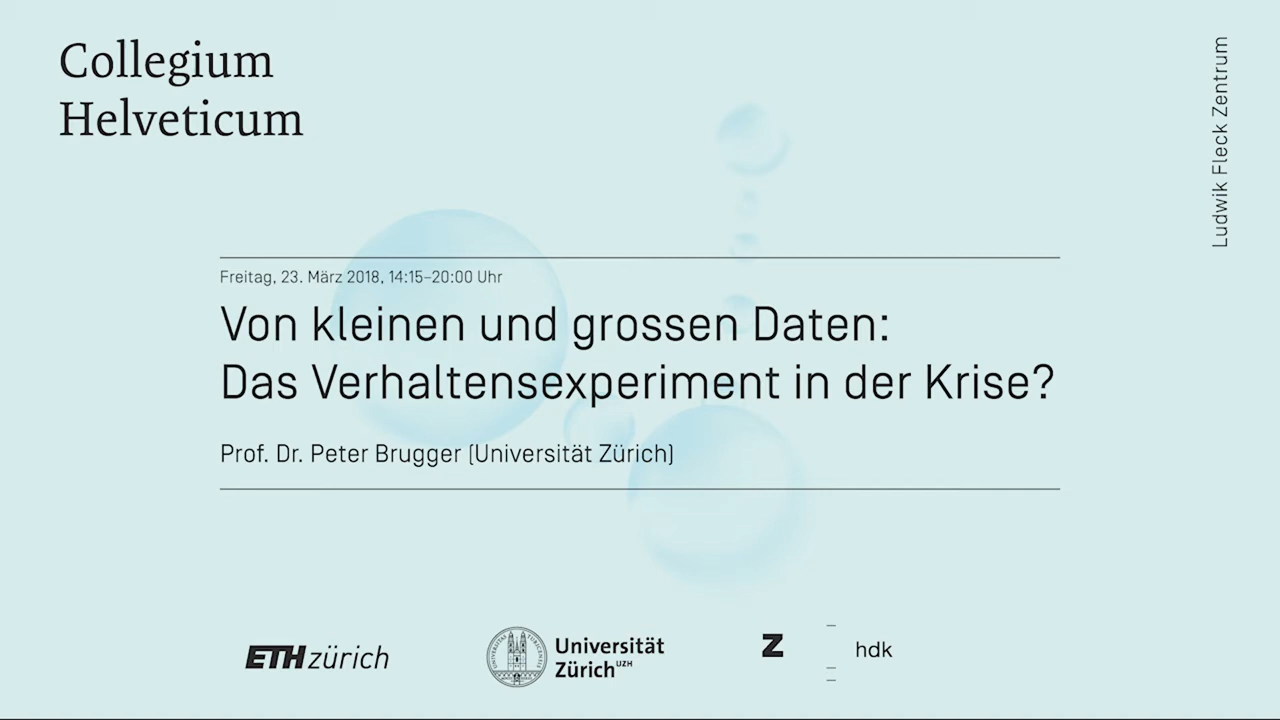 Collegium
Helveticum
Ludwik Fleck Zentrum
Freitag, 23. März 2018, 14:15–20:00 Uhr
Von kleinen und grossen Daten:
Das Verhaltensexperiment in der Krise?
Prof. Dr. Peter Brugger (Universität Zürich)
ETH zürich
Universität
Zürich UZH
Z hdk